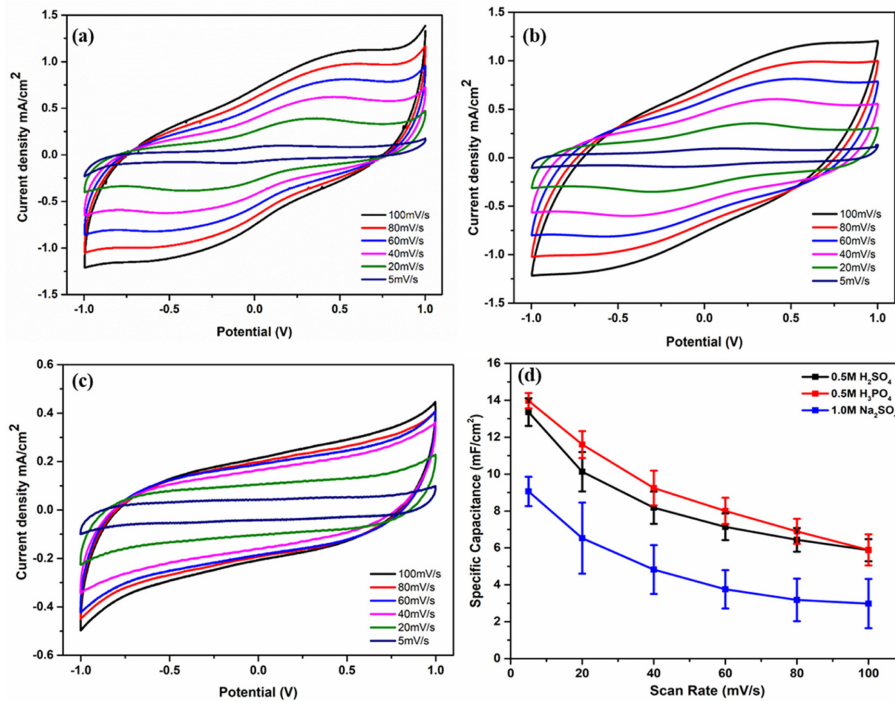 (a)
1.5
1.0
0.5
0.0
-0.5
-1.0
-1.5
Current density mA/cm²
100mV/s
80mV/s
60mV/s
40mV/s
20mV/s
5mV/s
-1.0 -0.5 0.0 0.5 1.0
Potential (V)
(b)
1.5
1.0
0.5
0.0
-0.5
-1.0
-1.5
Current density mA/cm²
100mV/s
80mV/s
60mV/s
40mV/s
20mV/s
5mV/s
-1.0 -0.5 0.0 0.5 1.0
Potential (V)
(c)
0.6
0.4
0.2
0.0
-0.2
-0.4
-0.6
Current density mA/cm²
100mV/s
80mV/s
60mV/s
40mV/s
20mV/s
5mV/s
-1.0 -0.5 0.0 0.5 1.0
Potential (V)
(d)
16
14
12
10
8
6
4
2
0
Specific Capacitance (mF/cm²)
0.5M H₂SO₄
0.5M H₃PO₄
1.0M Na₂SO
0 20 40 60 80 100
Scan Rate (mV/s)